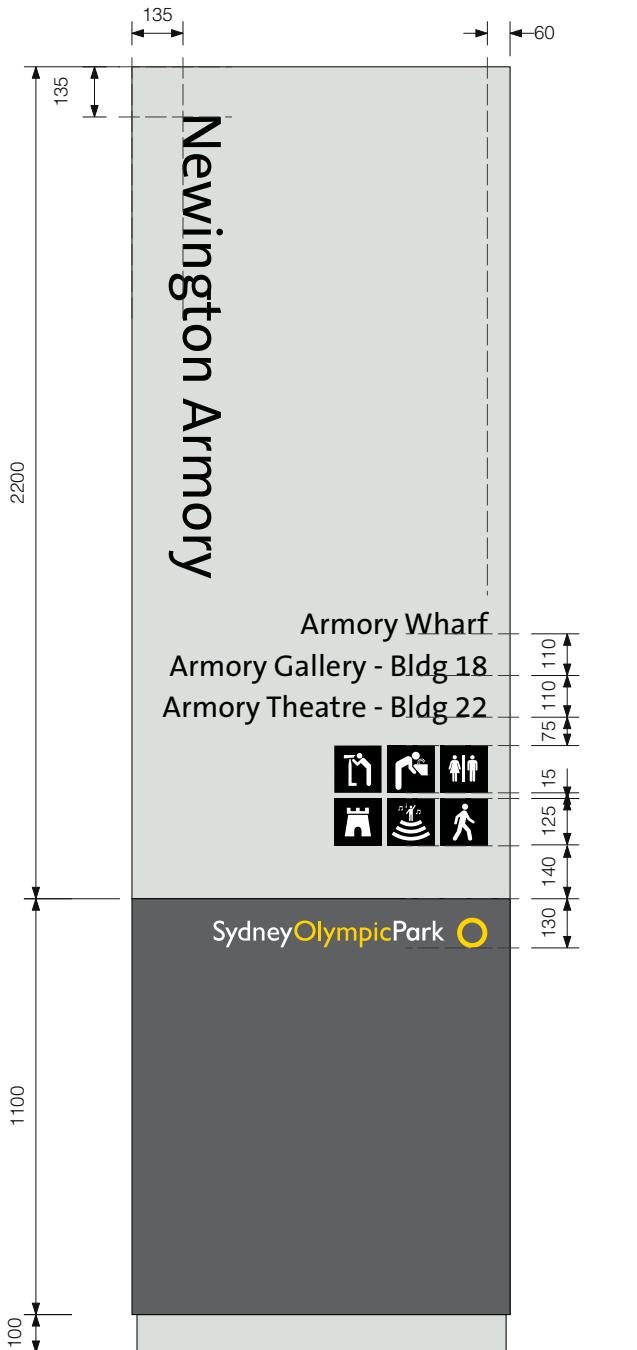 135
60
135
Newington Armory
2200
Armory Wharf
110
Armory Gallery - Bldg 18
110
Armory Theatre - Bldg 22
75
15
125
140
SydneyOlympicPark
130
1100
100